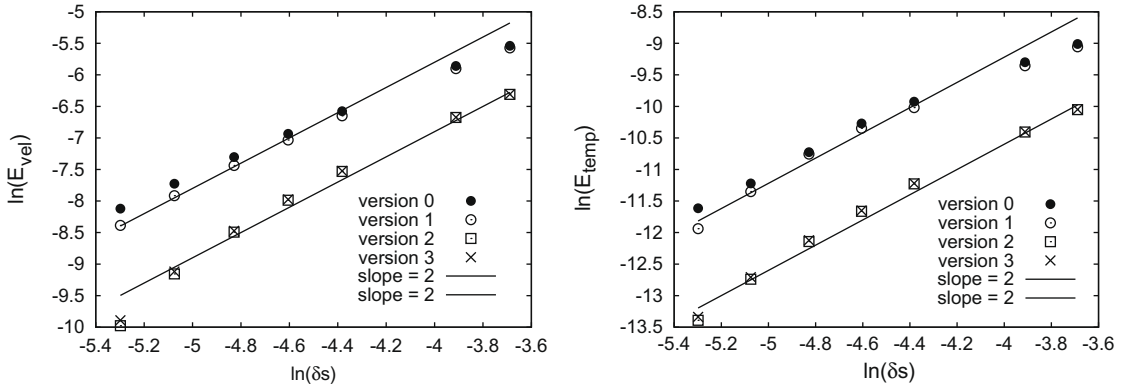 -5
-5.5
-6
-6.5
-7
-7.5
-8
-8.5
-9
-9.5
-10
ln(E_vel)
version 0
version 1
version 2
version 3
slope = 2
slope = 2
-5.4 -5.2 -5 -4.8 -4.6 -4.4 -4.2 -4 -3.8 -3.6
ln(δs)
-8.5
-9
-9.5
-10
-10.5
-11
-11.5
-12
-12.5
-13
-13.5
ln(E_temp)
version 0
version 1
version 2
version 3
slope = 2
slope = 2
-5.4 -5.2 -5 -4.8 -4.6 -4.4 -4.2 -4 -3.8 -3.6
ln(δs)